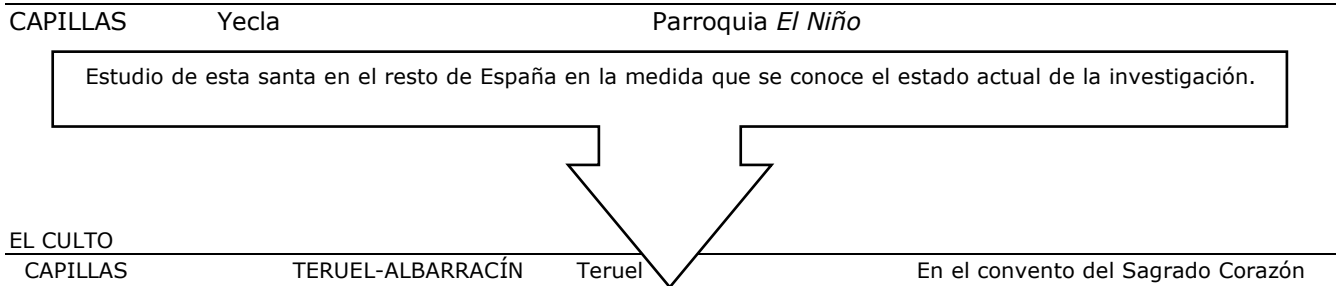 CAPILLAS Yecla Parroquia El Niño
Estudio de esta santa en el resto de España en la medida que se conoce el estado actual de la investigación.
EL CULTO
CAPILLAS TERUEL-ALBARRACÍN Teruel En el convento del Sagrado Corazón